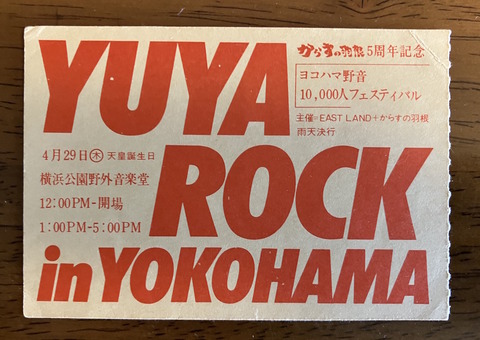 YUYA
ROCK
in YOKOHAMA
からすの羽根 5周年記念
ヨコハマ野音
10,000人フェスティバル
主催=EAST LAND+からすの羽根
雨天決行
4月29日㊍ 天皇誕生日
横浜公園野外音楽堂
12:00PM-開場
1:00PM-5:00PM